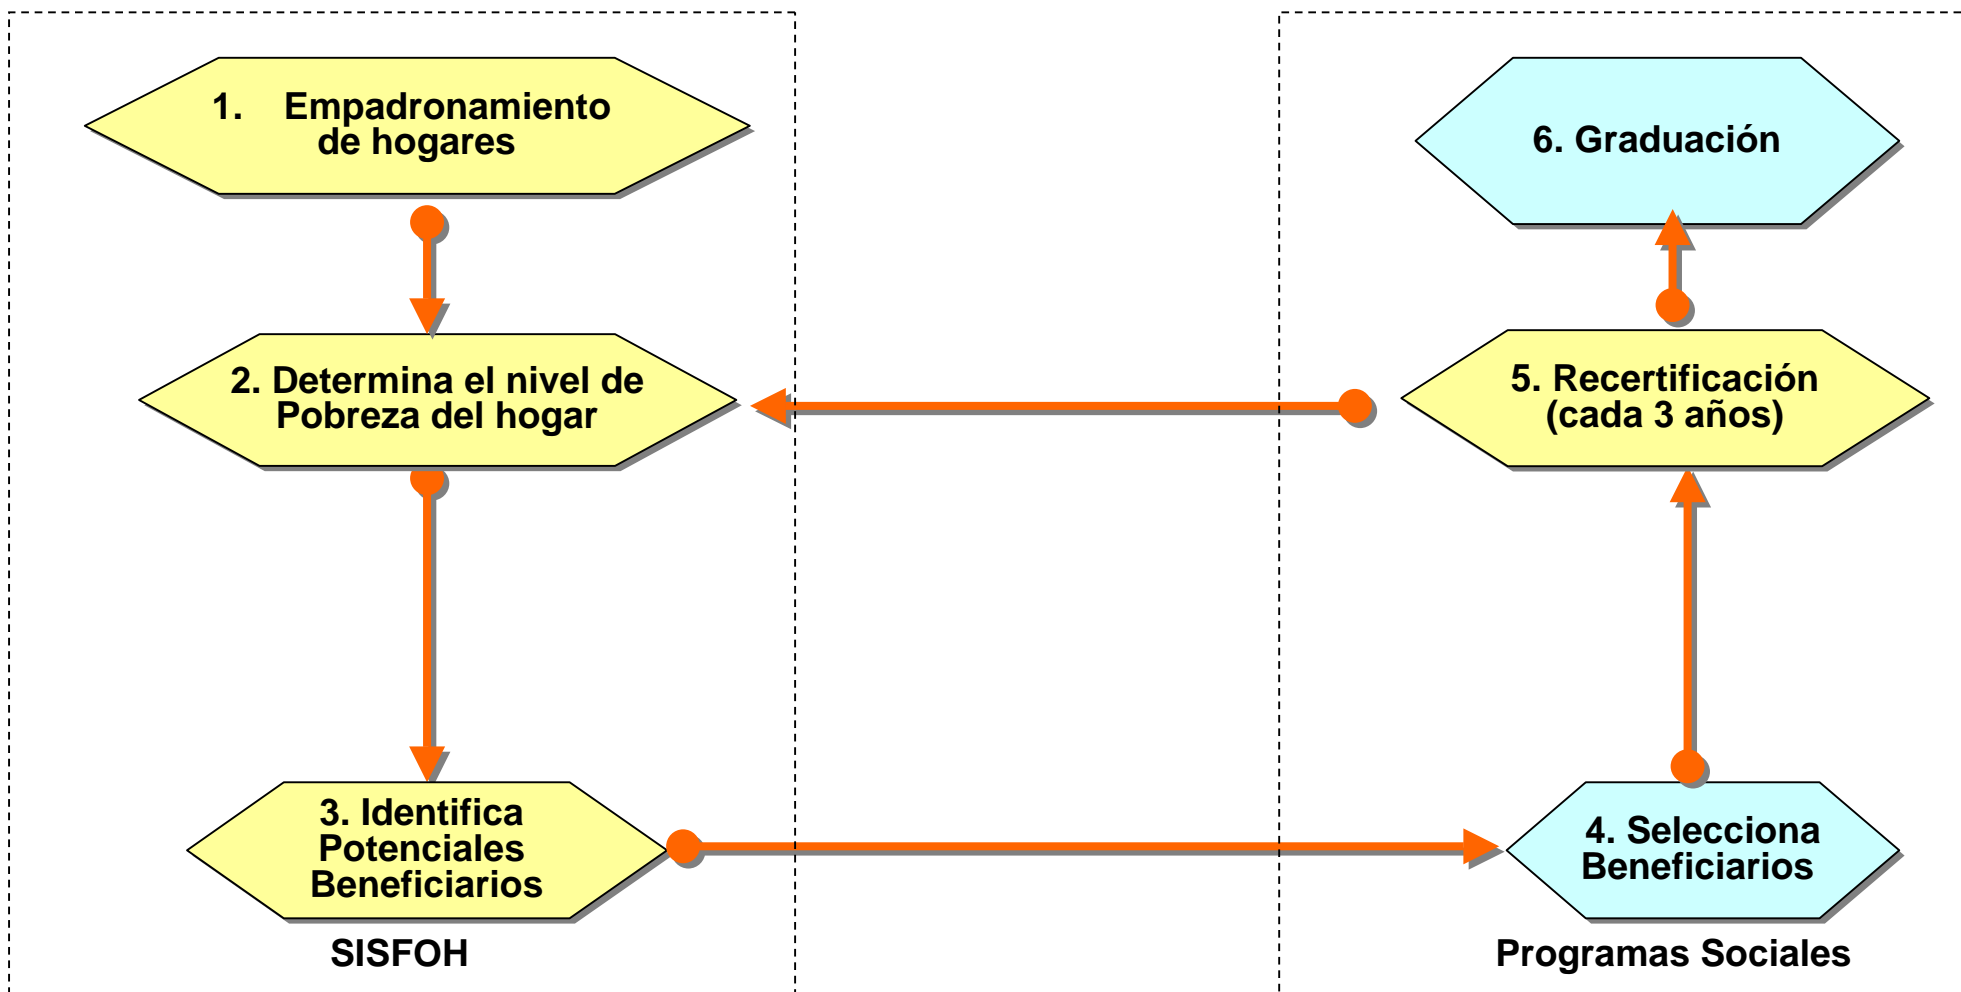 1. Empadronamiento
de hogares
2. Determina el nivel de
Pobreza del hogar
3. Identifica
Potenciales
Beneficiarios
SISFOH
6. Graduación
5. Recertificación
(cada 3 años)
4. Selecciona
Beneficiarios
Programas Sociales